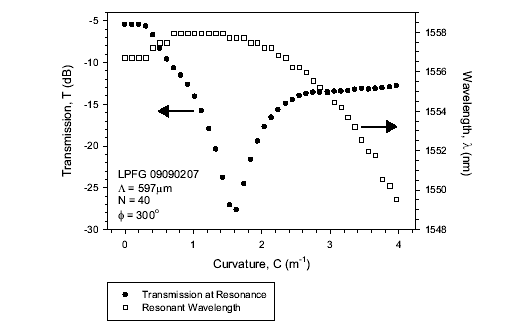 -5
-10
-15
-20
-25
-30
Transmission, T (dB)
1558
1556
1554
1552
1550
1548
Wavelength, λ (nm)
LPFG 09090207
Λ = 597μm
N = 40
ϕ = 300°
0 1 2 3 4
Curvature, C (m⁻¹)
Transmission at Resonance
Resonant Wavelength